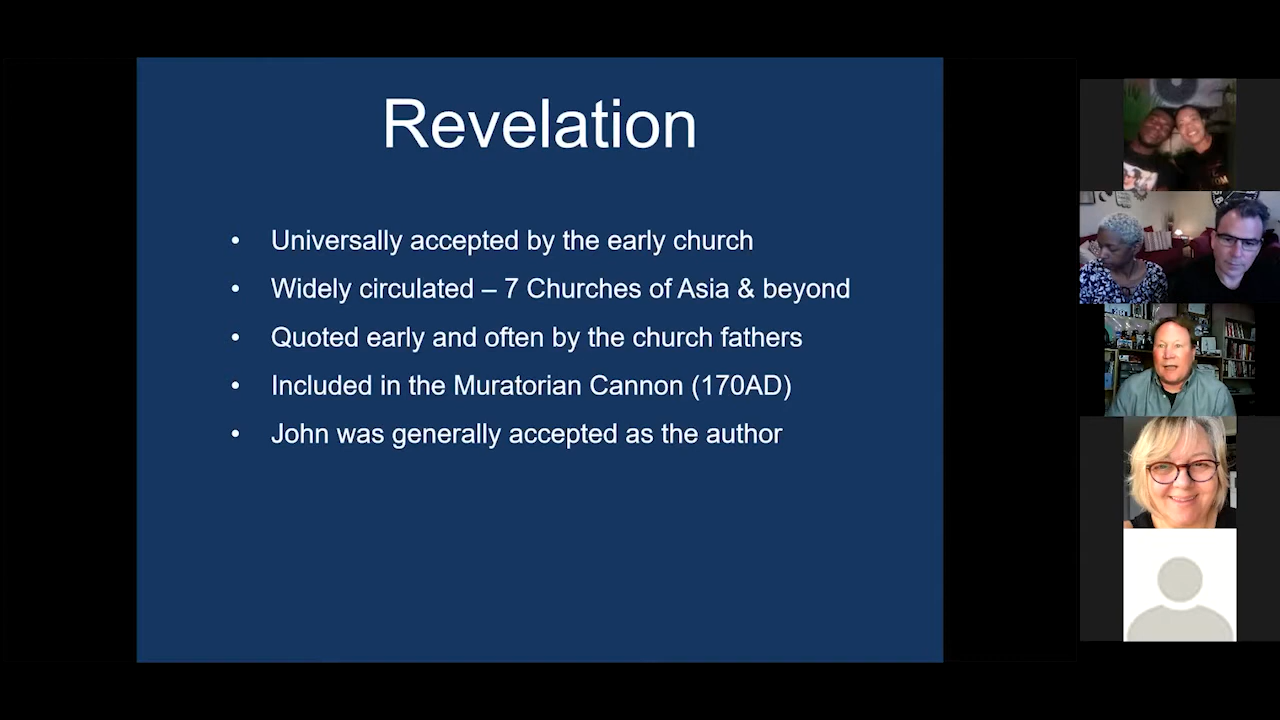 Revelation
• Universally accepted by the early church
• Widely circulated – 7 Churches of Asia & beyond
• Quoted early and often by the church fathers
• Included in the Muratorian Cannon (170AD)
• John was generally accepted as the author